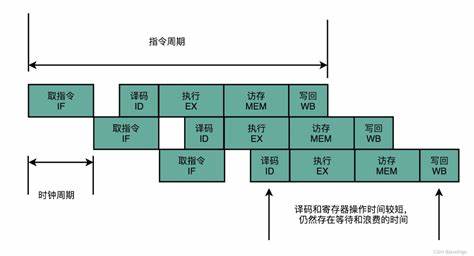 指令周期
取指令 译码 执行 访存 写回
IF ID EX MEM WB
取指令 译码 执行 访存 写回
IF ID EX MEM WB
取指令 译码 执行 访存 写回
IF ID EX MEM WB
时钟周期
译码和寄存器操作时间较短,
仍然存在等待和浪费的时间